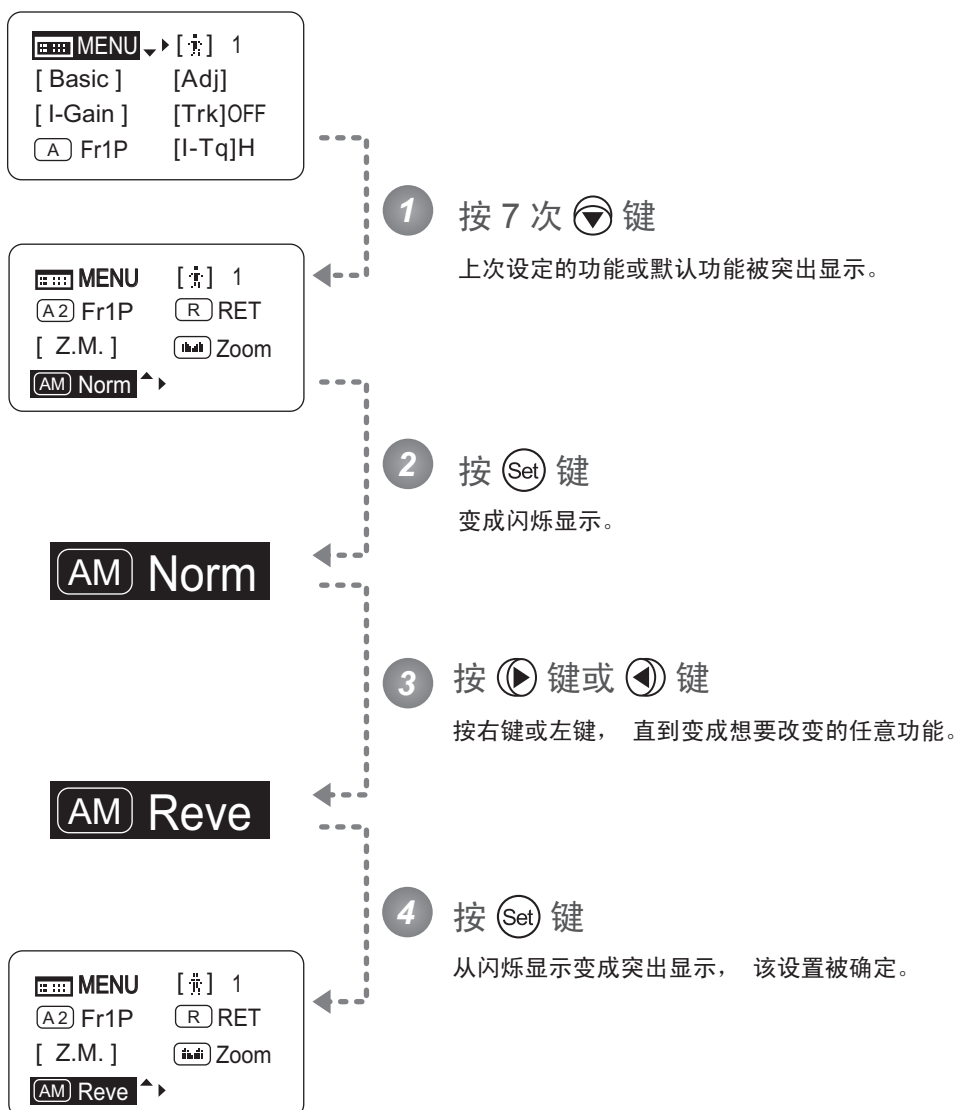 MENU [ ] 1
[ Basic ] [Adj]
[ I-Gain ] [Trk]OFF
A Fr1P [I-Tq]H
1 按 7 次 键
上次设定的功能或默认功能被突出显示。
MENU [ ] 1
A2 Fr1P R RET
[ Z.M. ] Zoom
AM Norm
2 按 Set 键
变成闪烁显示。
AM Norm
3 按 键或 键
按右键或左键， 直到变成想要改变的任意功能。
AM Reve
4 按 Set 键
从闪烁显示变成突出显示， 该设置被确定。
MENU [ ] 1
A2 Fr1P R RET
[ Z.M. ] Zoom
AM Reve